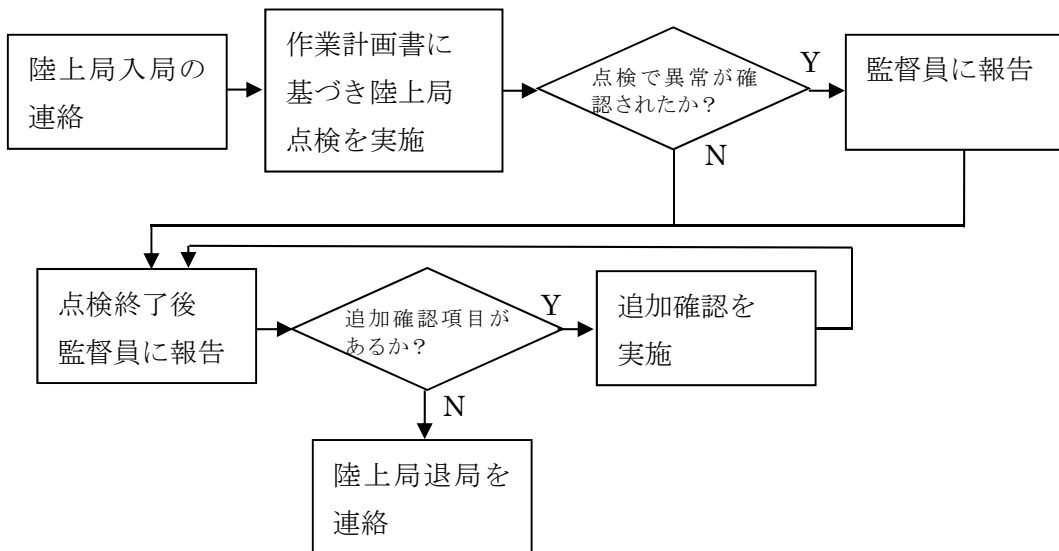 陸上局入局の
連絡
作業計画書に
基づき陸上局
点検を実施
点検で異常が確
認されたか？
Y
N
監督員に報告
点検終了後
監督員に報告
追加確認項目が
あるか？
Y
N
追加確認を
実施
陸上局退局を
連絡